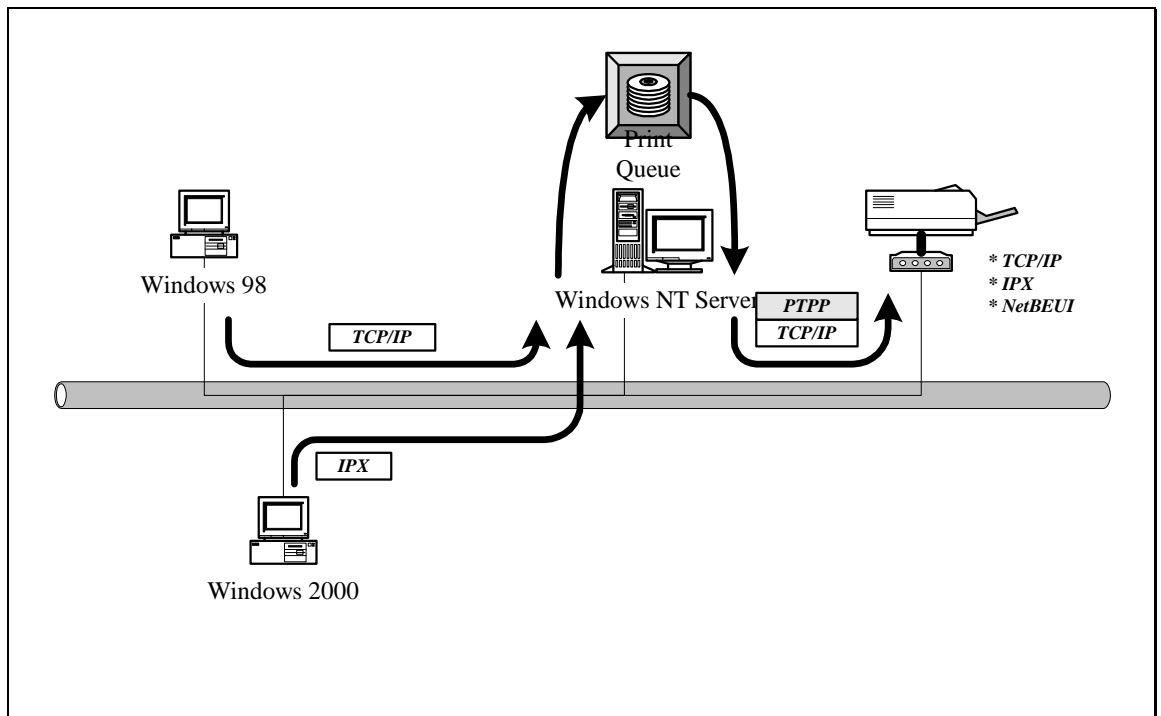 Print
Queue
Windows 98
Windows NT Server
* TCP/IP
* IPX
* NetBEUI
PTPP
TCP/IP
TCP/IP
IPX
Windows 2000